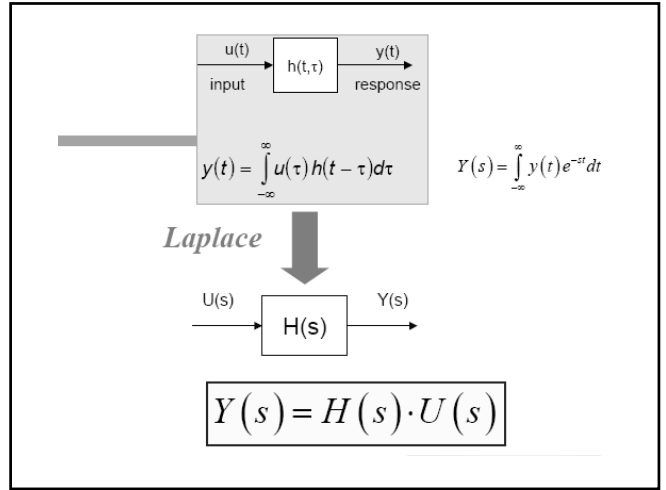 u(t) y(t)
h(t,τ)
input response
y(t) = ∫_{-∞}^{∞} u(τ) h(t − τ) dτ
Y(s) = ∫_{-∞}^{∞} y(t) e^{-st} dt
Laplace
U(s) Y(s)
H(s)
Y(s) = H(s)·U(s)